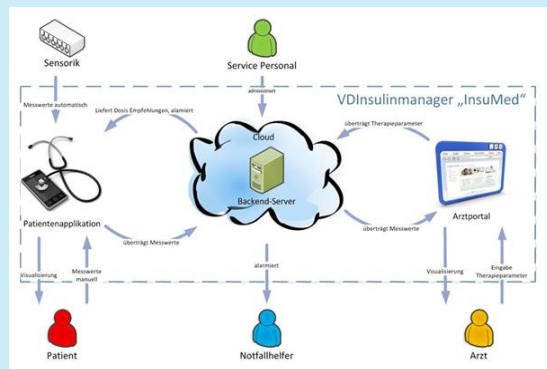 Sensorik
Service Personal
administriert
VDInsulinmanager „InsuMed“
Messwerte automatisch
Liefert Dosis Empfehlungen, alamiert
überträgt Therapieparameter
Cloud
Backend-Server
Patientenapplikation
Arztportal
überträgt Messwerte
überträgt Messwerte
Visualisierung
Messwerte
manuell
alarmiert
Visualisierung
Eingabe
Therapieparameter
Patient
Notfallhelfer
Arzt